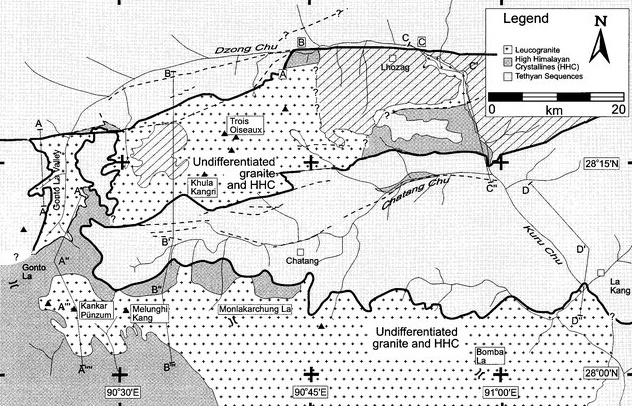 Dzong Chu
?
B
C
C
Legend
N
Leucogranite
High Himalayan
Crystallines (HHC)
Tethyan Sequences
0
km
20
Lhozag
C'
B
A
?
A
Trois
Oiseaux
?
Gonto La Valley
Undifferentiated
granite and HHC
28°15'N
Khula
Kangri
Chatang Chu
C"
D
A'
A'
?
B'
Kuru Chu
D'
?
Gonto
La
A"
Chatang
La
Kang
B"
A'''
Kankar
Pünzum
Melunghi
Kang
Monlakarchung La
D"
?
Undifferentiated
granite and HHC
Bomba
La
A''''
B'''
28°00'N
90°30'E
90°45'E
91°00'E